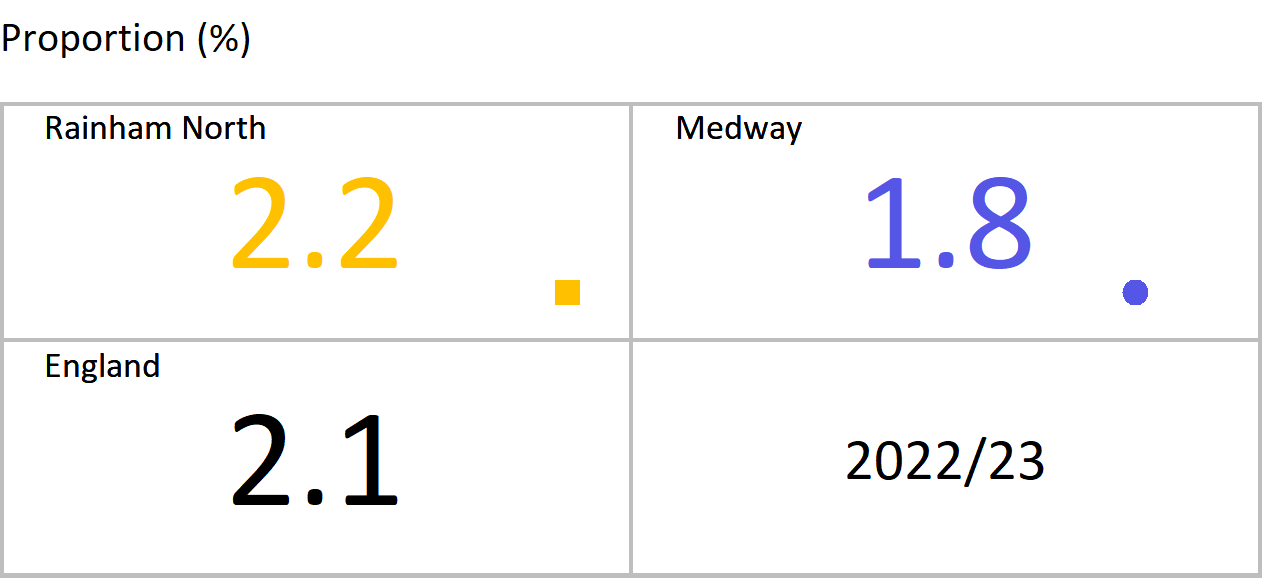 Proportion (%)
Rainham North
2.2
Medway
1.8
England
2.1
2022/23